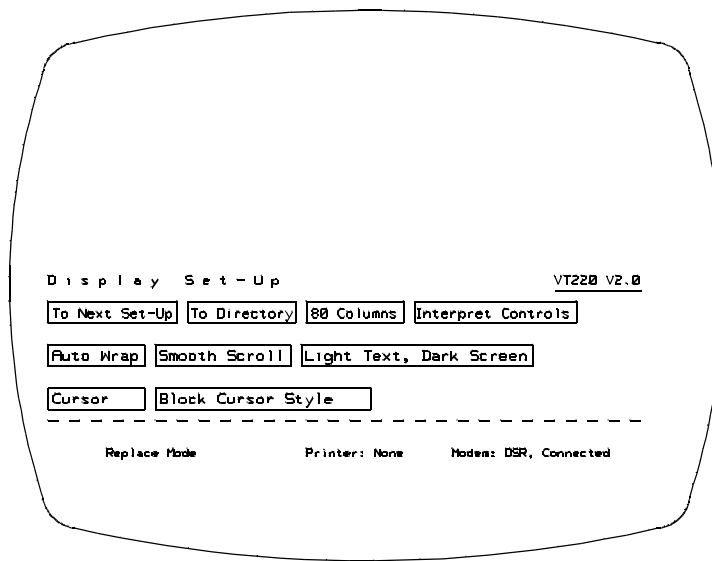 Display Set-Up VT220 V2.0
To Next Set-Up To Directory 80 Columns Interpret Controls
Auto Wrap Smooth Scroll Light Text, Dark Screen
Cursor Block Cursor Style
Replace Mode Printer: None Modem: DSR, Connected